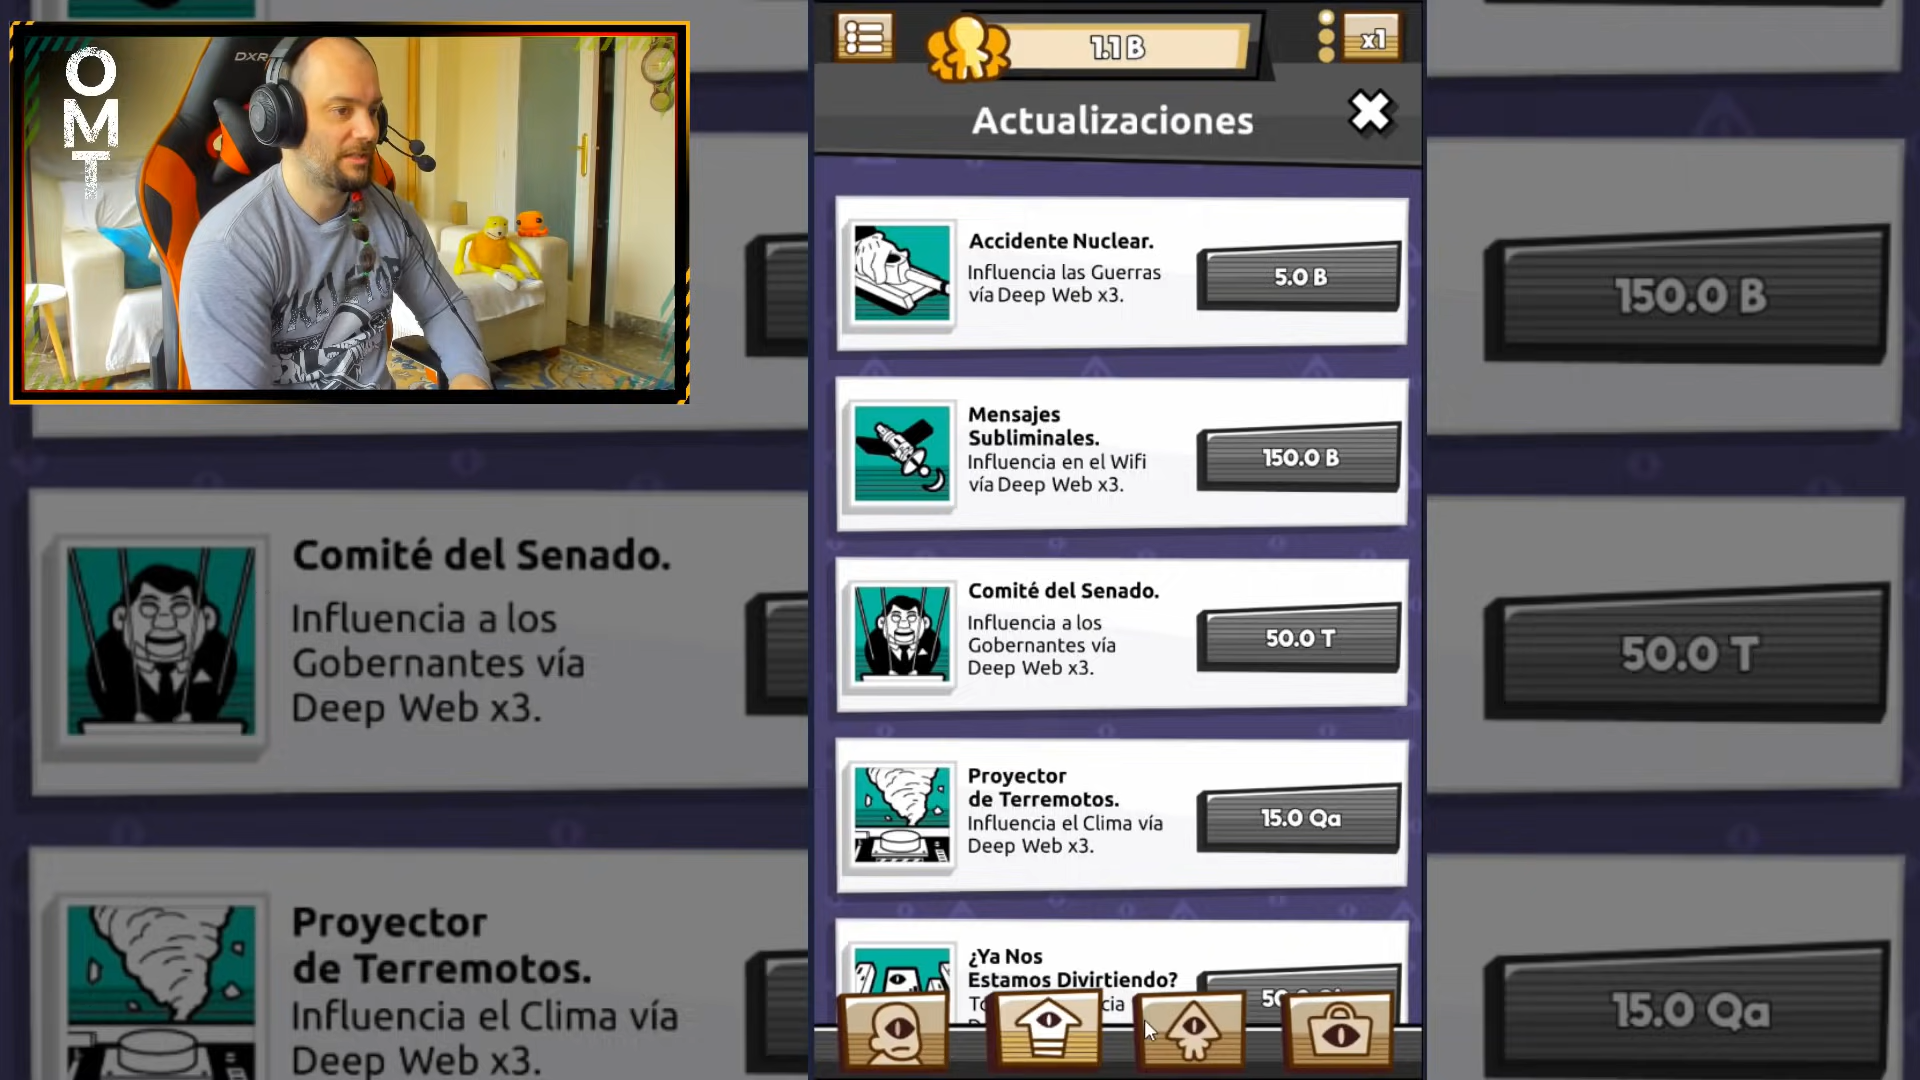 OMT
DXR
1.1 B
x1
Actualizaciones
Accidente Nuclear.
Influencia las Guerras
vía Deep Web x3.
5.0 B
Mensajes
Subliminales.
Influencia en el Wifi
vía Deep Web x3.
150.0 B
Comité del Senado.
Influencia a los
Gobernantes vía
Deep Web x3.
50.0 T
Proyector
de Terremotos.
Influencia el Clima vía
Deep Web x3.
15.0 Qa
¿Ya Nos
Estamos Divirtiendo?
Comité del Senado.
Influencia a los
Gobernantes vía
Deep Web x3.
Proyector
de Terremotos.
Influencia el Clima vía
Deep Web x3.
150.0 B
50.0 T
15.0 Qa